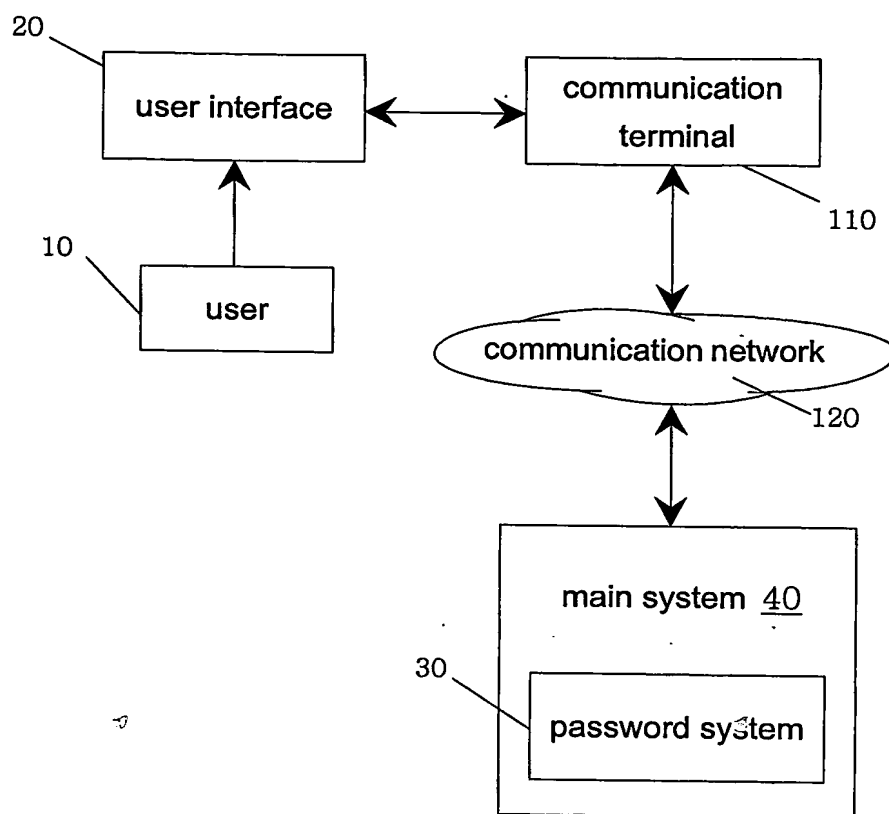 20
user interface
communication
terminal
110
10
user
communication network
120
main system 40
30
password system